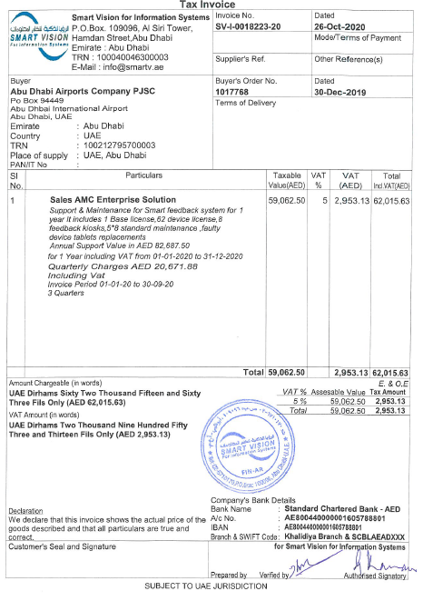 Tax Invoice
Smart Vision for Information Systems
P.O.Box. 109096, Al Siri Tower,
Hamdan Street,Abu Dhabi
Emirate : Abu Dhabi
TRN : 100040046300003
E-Mail : info@smartv.ae
SMART VISION
For Information Systems
Invoice No.
SV-I-0018223-20
Dated
26-Oct-2020
Mode/Terms of Payment
Supplier's Ref.
Other Reference(s)
Buyer
Abu Dhabi Airports Company PJSC
Po Box 94449
Abu Dhbai International Airport
Abu Dhabi, UAE
Emirate : Abu Dhabi
Country : UAE
TRN : 100212795700003
Place of supply : UAE, Abu Dhabi
PAN/IT No :
Buyer's Order No.
1017768
Dated
30-Dec-2019
Terms of Delivery
SI No. Particulars Taxable Value(AED) VAT % VAT (AED) Total Incl.VAT(AED)
1 Sales AMC Enterprise Solution 59,062.50 5 2,953.13 62,015.63
Support & Maintenance for Smart feedback system for 1
year It includes 1 Base license,62 device license,8
feedback kiosks,5*8 standard maintenance ,faulty
device tablets replacements
Annual Support Value in AED 82,687.50
for 1 Year including VAT from 01-01-2020 to 31-12-2020
Quarterly Charges AED 20,671.88
Including Vat
Invoice Period 01-01-20 to 30-09-20
3 Quarters
Total 59,062.50 2,953.13 62,015.63
Amount Chargeable (in words) E. & O.E
UAE Dirhams Sixty Two Thousand Fifteen and Sixty
Three Fils Only (AED 62,015.63)
VAT % Assesable Value Tax Amount
5 % 59,062.50 2,953.13
Total 59,062.50 2,953.13
VAT Amount (in words)
UAE Dirhams Two Thousand Nine Hundred Fifty
Three and Thirteen Fils Only (AED 2,953.13)
SMART VISION
For Information Systems
FIN-AR
Company's Bank Details
Bank Name : Standard Chartered Bank - AED
A/c No. : AE800440000001605788801
IBAN : AE800440000001605788801
Branch & SWIFT Code : Khalidiya Branch & SCBLAEADXXX
Declaration
We declare that this invoice shows the actual price of the
goods described and that all particulars are true and
correct.
Customer's Seal and Signature
for Smart Vision for Information Systems
Prepared by Verified by Authorised Signatory
SUBJECT TO UAE JURISDICTION